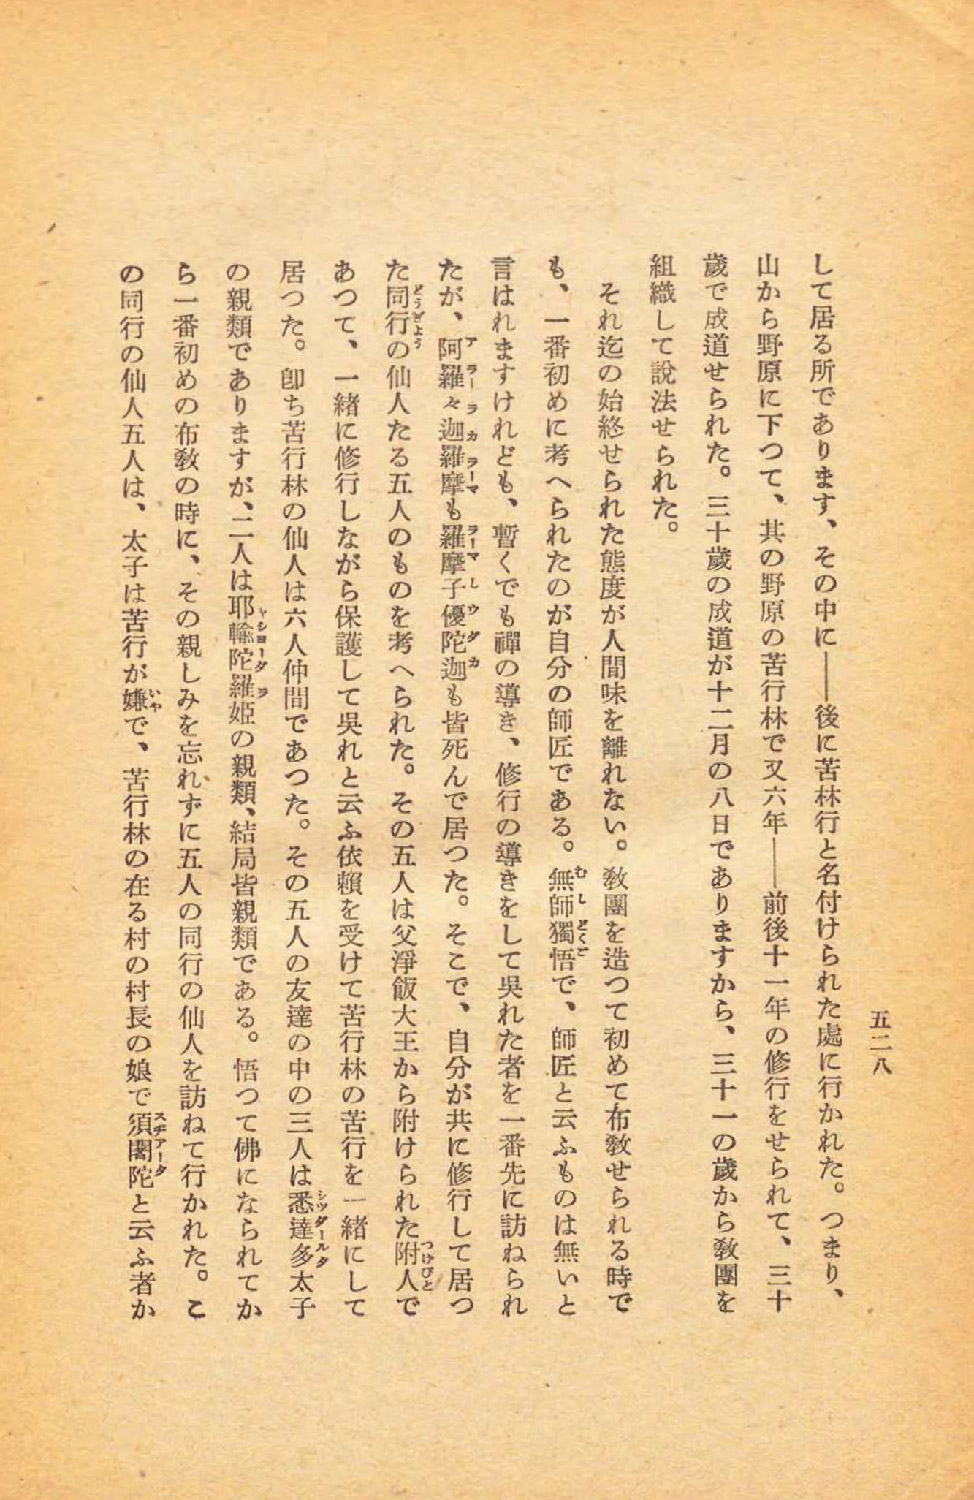 五二八
して居る所であります、その中に――後に苦林行と名付けられた處に行かれた。つまり、
山から野原に下つて、其の野原の苦行林で又六年――前後十一年の修行をせられて、三十
歲で成道せられた。三十歲の成道が十二月の八日でありますから、三十一の歲から敎團を
組織して說法せられた。
それ迄の始終せられた態度が人間味を離れない。敎團を造つて初めて布敎せられる時で
も、一番初めに考へられたのが自分の師匠である。無師獨悟で、師匠と云ふものは無いと
言はれますけれども、暫くでも禪の導き、修行の導きをして吳れた者を一番先に訪ねられ
たが、阿羅々迦羅摩も羅摩子優陀迦も皆死んで居つた。そこで、自分が共に修行して居つ
た同行の仙人たる五人のものを考へられた。その五人は父淨飯大王から附けられた附人で
あつて、一緒に修行しながら保護して吳れと云ふ依賴を受けて苦行林の苦行を一緒にして
居つた。卽ち苦行林の仙人は六人仲間であつた。その五人の友達の中の三人は悉達多太子
の親類でありますが、二人は耶輸陀羅姬の親類、結局皆親類である。悟つて佛になられてか
ら一番初めの布敎の時に、その親しみを忘れずに五人の同行の仙人を訪ねて行かれた。こ
の同行の仙人五人は、太子は苦行が嫌で、苦行林の在る村の村長の娘で須闍陀と云ふ者か